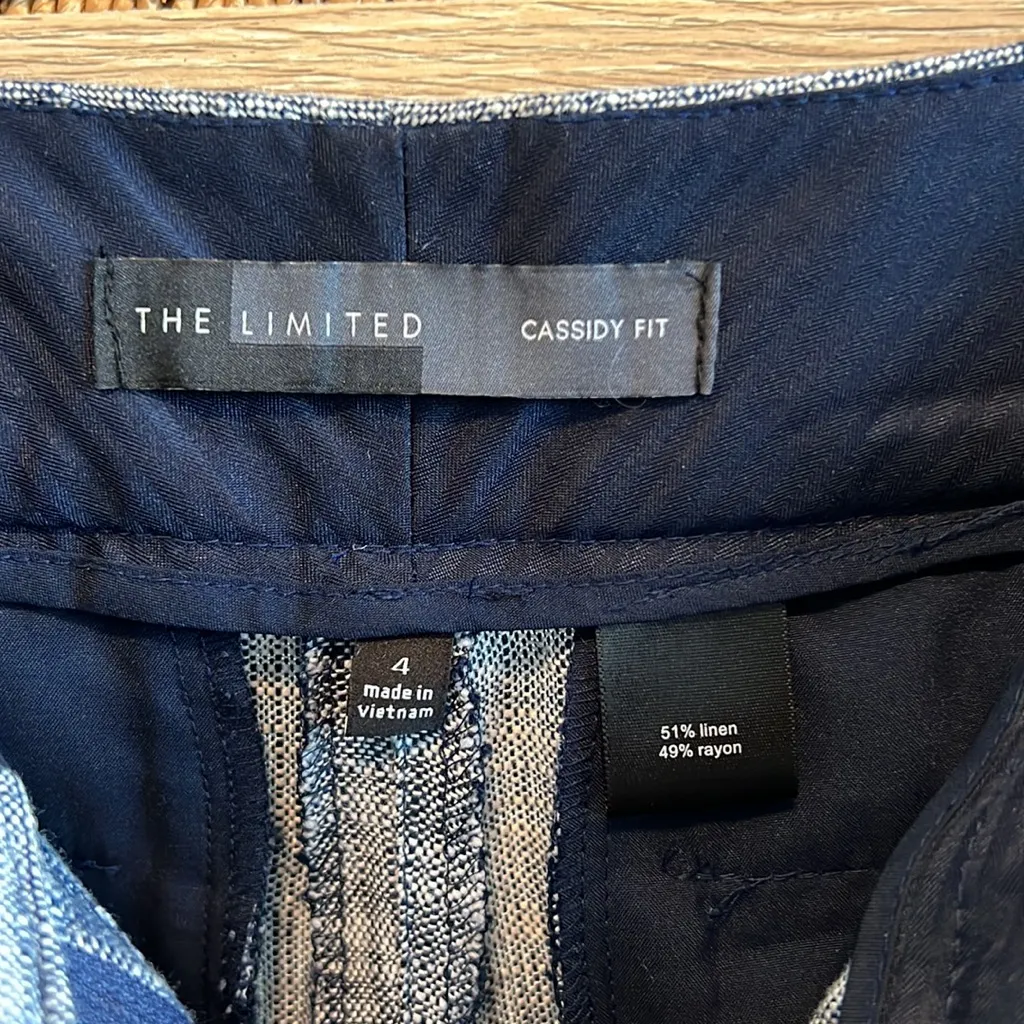 THE LIMITED CASSIDY FIT
4
made in
Vietnam
51% linen
49% rayon